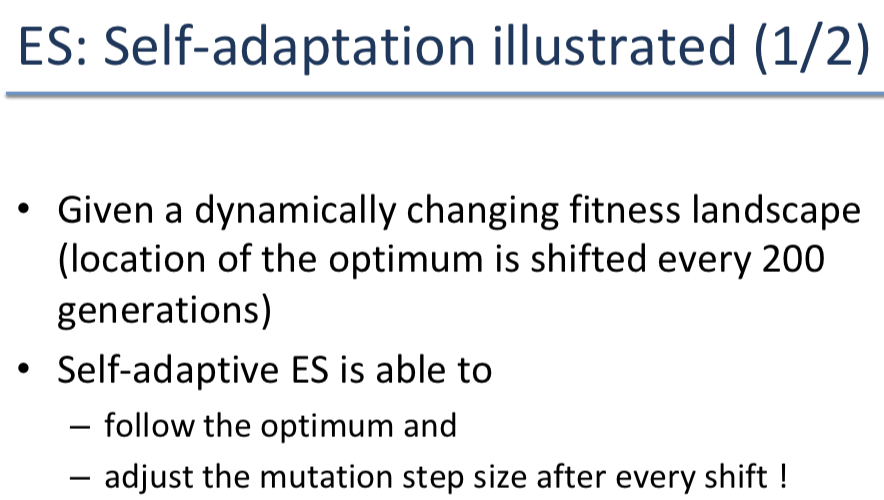 ES: Self-adaptation illustrated (1/2)
• Given a dynamically changing fitness landscape
(location of the optimum is shifted every 200
generations)
• Self-adaptive ES is able to
– follow the optimum and
– adjust the mutation step size after every shift !